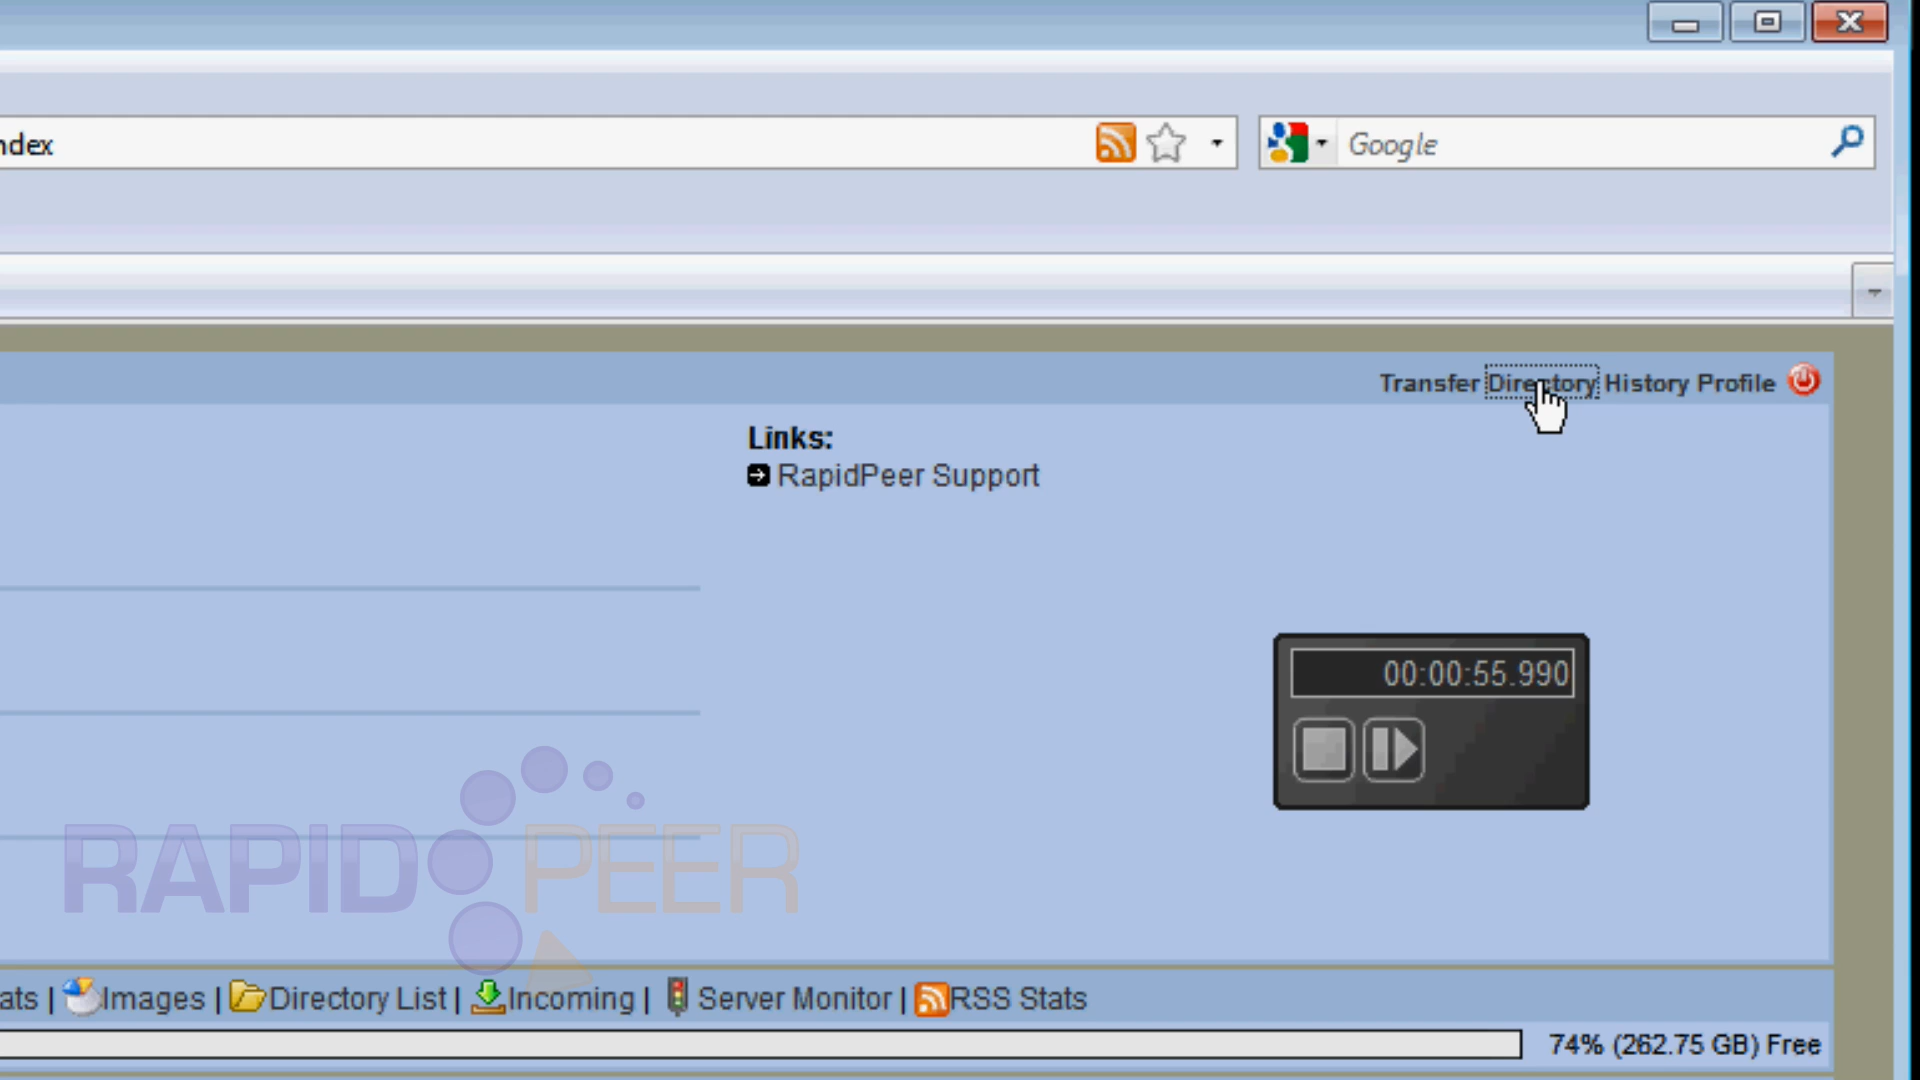 ndex
Google
Transfer Directory History Profile
Links:
RapidPeer Support
00:00:55.990
RAPID PEER
ats | Images | Directory List | Incoming | Server Monitor | RSS Stats
74% (262.75 GB) Free